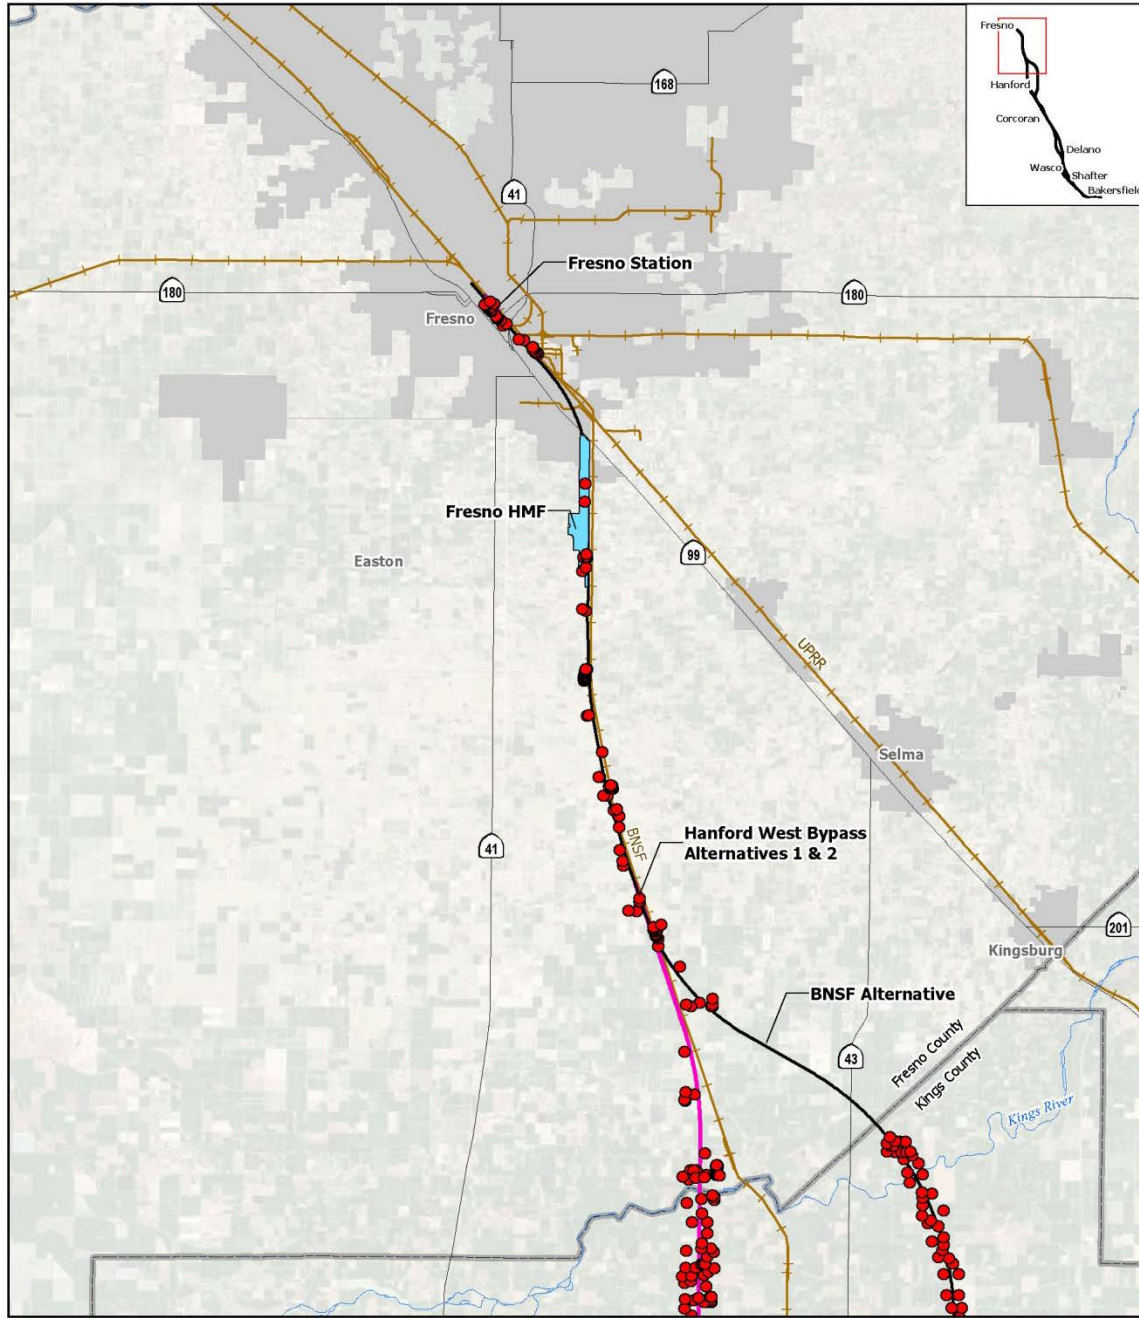 Fresno
Hanford
Corcoran
Delano
Wasco
Shafter
Bakersfield
168
41
Fresno Station
180
180
Fresno
Fresno HMF
99
Easton
UPRR
Selma
BNSF
Hanford West Bypass
Alternatives 1 & 2
41
201
Kingsburg
BNSF Alternative
43
Fresno County
Kings County
Kings River